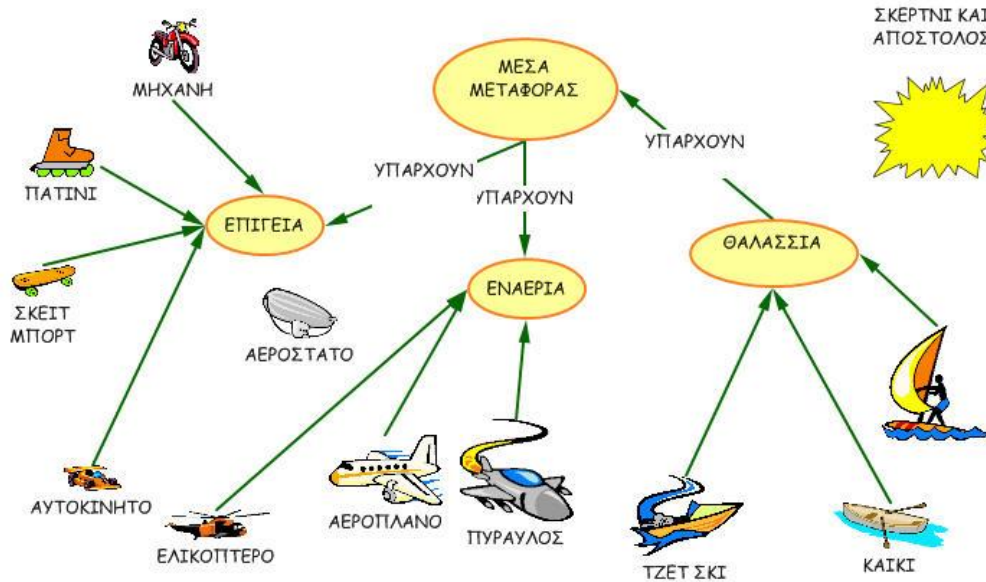 ΣΚΕΡΤΝΙ ΚΑΙ
ΑΠΟΣΤΟΛΟΣ
ΜΕΣΑ
ΜΕΤΑΦΟΡΑΣ
ΜΗΧΑΝΗ
ΥΠΑΡΧΟΥΝ
ΥΠΑΡΧΟΥΝ
ΥΠΑΡΧΟΥΝ
ΠΑΤΙΝΙ
ΕΠΙΓΕΙΑ
ΘΑΛΑΣΣΙΑ
ΕΝΑΕΡΙΑ
ΣΚΕΙΤ
ΜΠΟΡΤ
ΑΕΡΟΣΤΑΤΟ
ΑΥΤΟΚΙΝΗΤΟ
ΕΛΙΚΟΠΤΕΡΟ
ΑΕΡΟΠΛΑΝΟ
ΠΥΡΑΥΛΟΣ
ΤΖΕΤ ΣΚΙ
ΚΑΙΚΙ